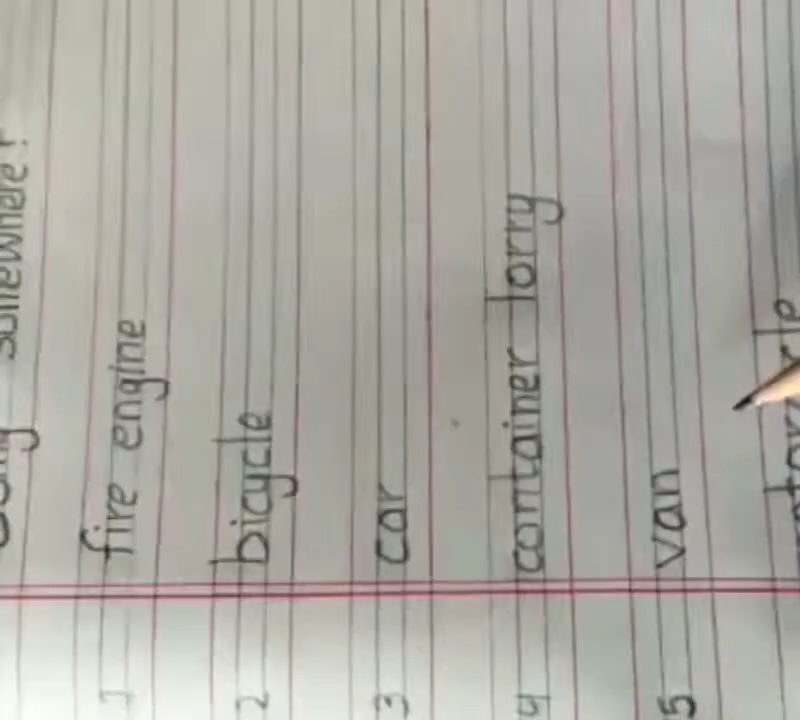 somewhere!
1 fire engine
2 bicycle
3 car
4 container lorry
5 van